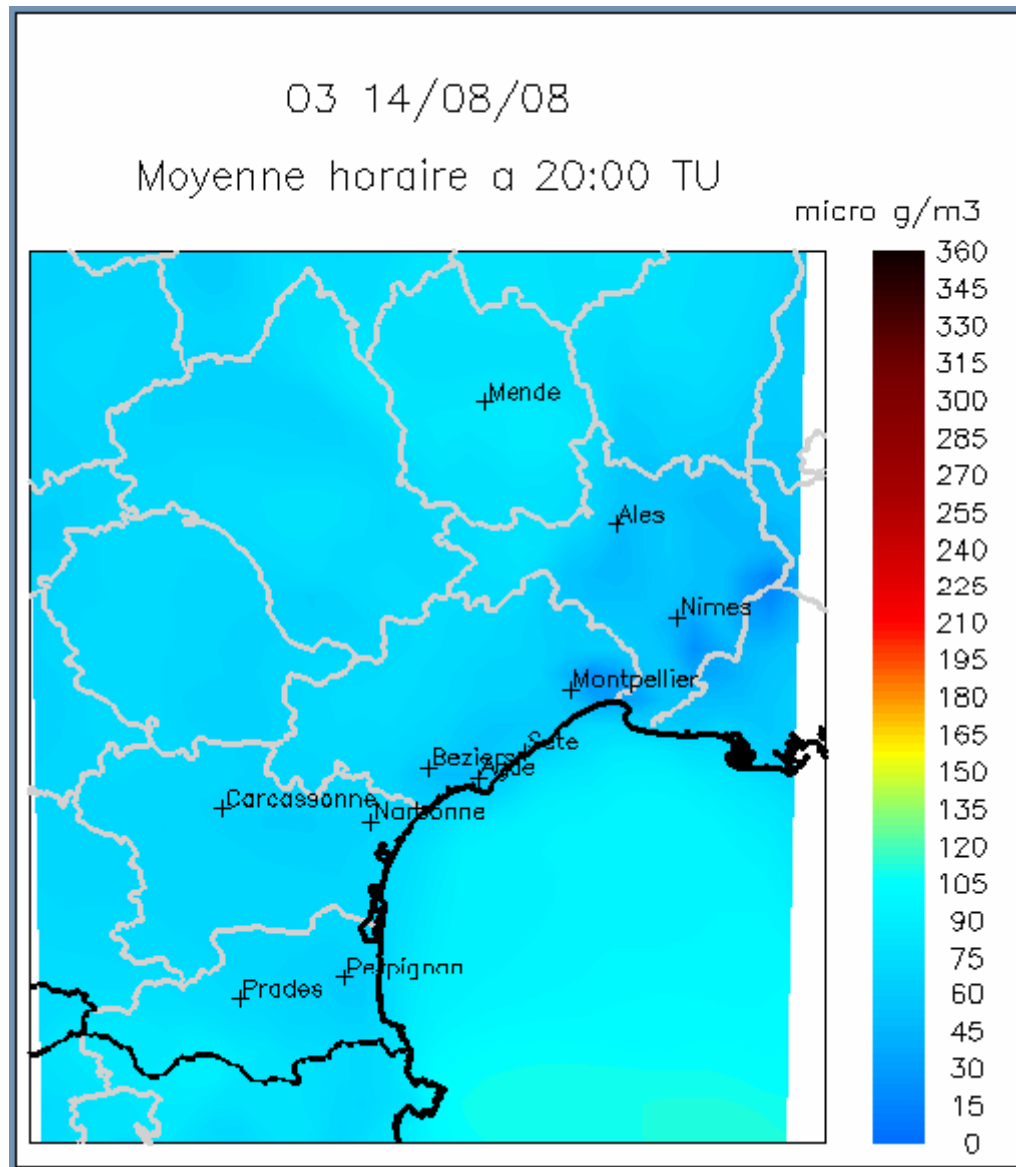 O3 14/08/08
Moyenne horaire a 20:00 TU
micro g/m3
360
345
330
315
300
285
270
255
240
225
210
195
180
165
150
135
120
105
90
75
60
45
30
15
0
Mende
Ales
Nimes
Montpellier
Sete
Beziers
Agde
Carcassonne
Narbonne
Perpignan
Prades